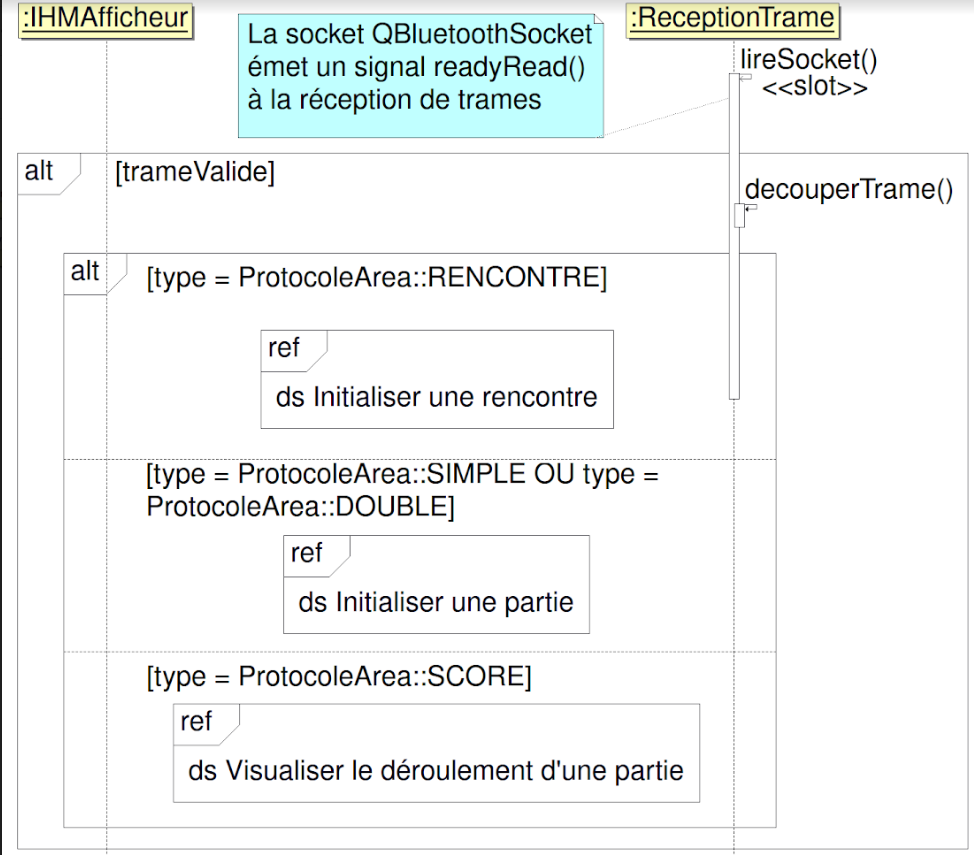 :IHMAfficheur
La socket QBluetoothSocket
émet un signal readyRead()
à la réception de trames
:ReceptionTrame
lireSocket()
<<slot>>
alt
[trameValide]
decouperTrame()
alt
[type = ProtocoleArea::RENCONTRE]
ref
ds Initialiser une rencontre
[type = ProtocoleArea::SIMPLE OU type =
ProtocoleArea::DOUBLE]
ref
ds Initialiser une partie
[type = ProtocoleArea::SCORE]
ref
ds Visualiser le déroulement d'une partie